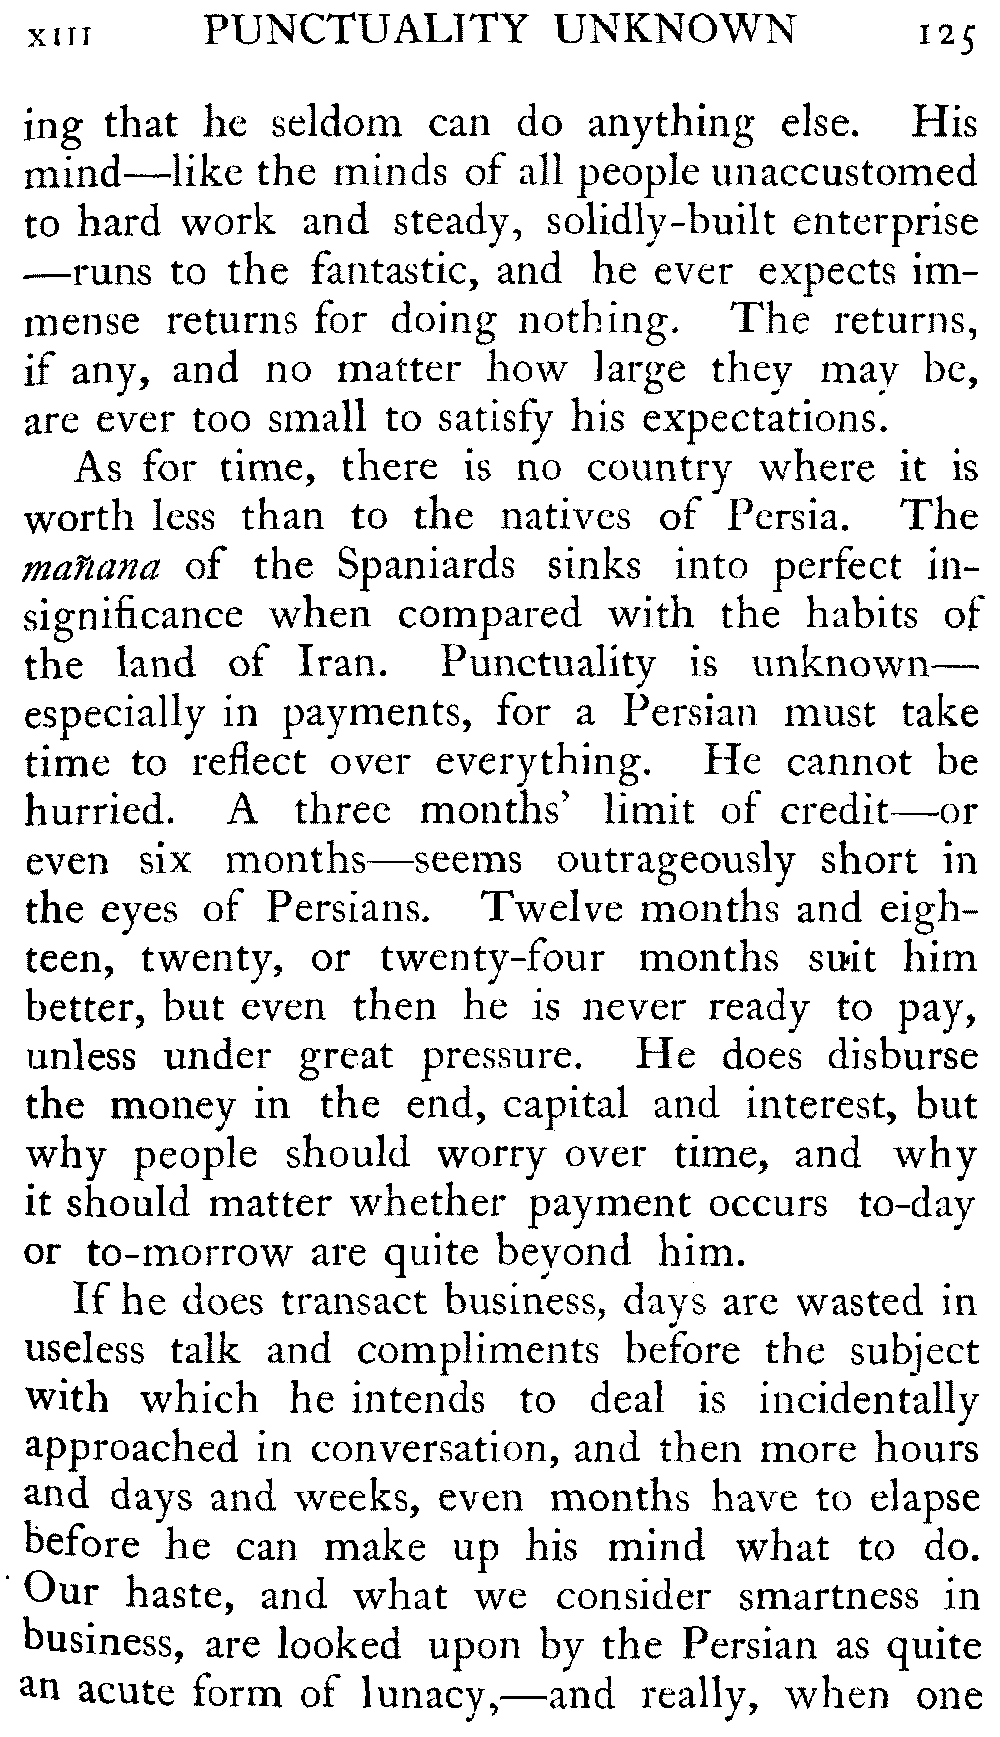 XIII PUNCTUALITY UNKNOWN 125
ing that he seldom can do anything else. His
mind—like the minds of all people unaccustomed
to hard work and steady, solidly-built enterprise
—runs to the fantastic, and he ever expects im-
mense returns for doing nothing. The returns,
if any, and no matter how large they may be,
are ever too small to satisfy his expectations.
As for time, there is no country where it is
worth less than to the natives of Persia. The
mañana of the Spaniards sinks into perfect in-
significance when compared with the habits of
the land of Iran. Punctuality is unknown—
especially in payments, for a Persian must take
time to reflect over everything. He cannot be
hurried. A three months' limit of credit—or
even six months—seems outrageously short in
the eyes of Persians. Twelve months and eigh-
teen, twenty, or twenty-four months suit him
better, but even then he is never ready to pay,
unless under great pressure. He does disburse
the money in the end, capital and interest, but
why people should worry over time, and why
it should matter whether payment occurs to-day
or to-morrow are quite beyond him.
If he does transact business, days are wasted in
useless talk and compliments before the subject
with which he intends to deal is incidentally
approached in conversation, and then more hours
and days and weeks, even months have to elapse
before he can make up his mind what to do.
Our haste, and what we consider smartness in
business, are looked upon by the Persian as quite
an acute form of lunacy,—and really, when one